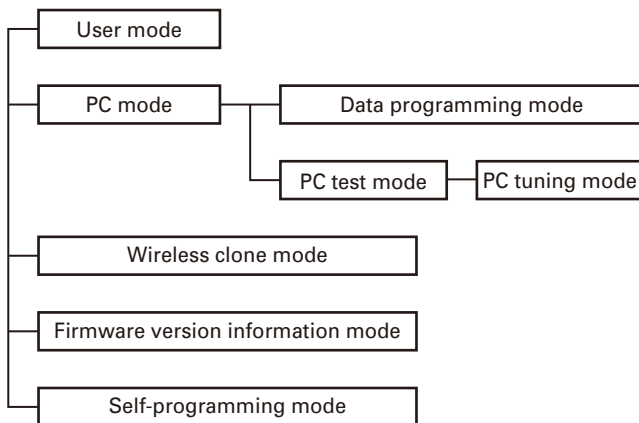 User mode
PC mode
Data programming mode
PC test mode
PC tuning mode
Wireless clone mode
Firmware version information mode
Self-programming mode